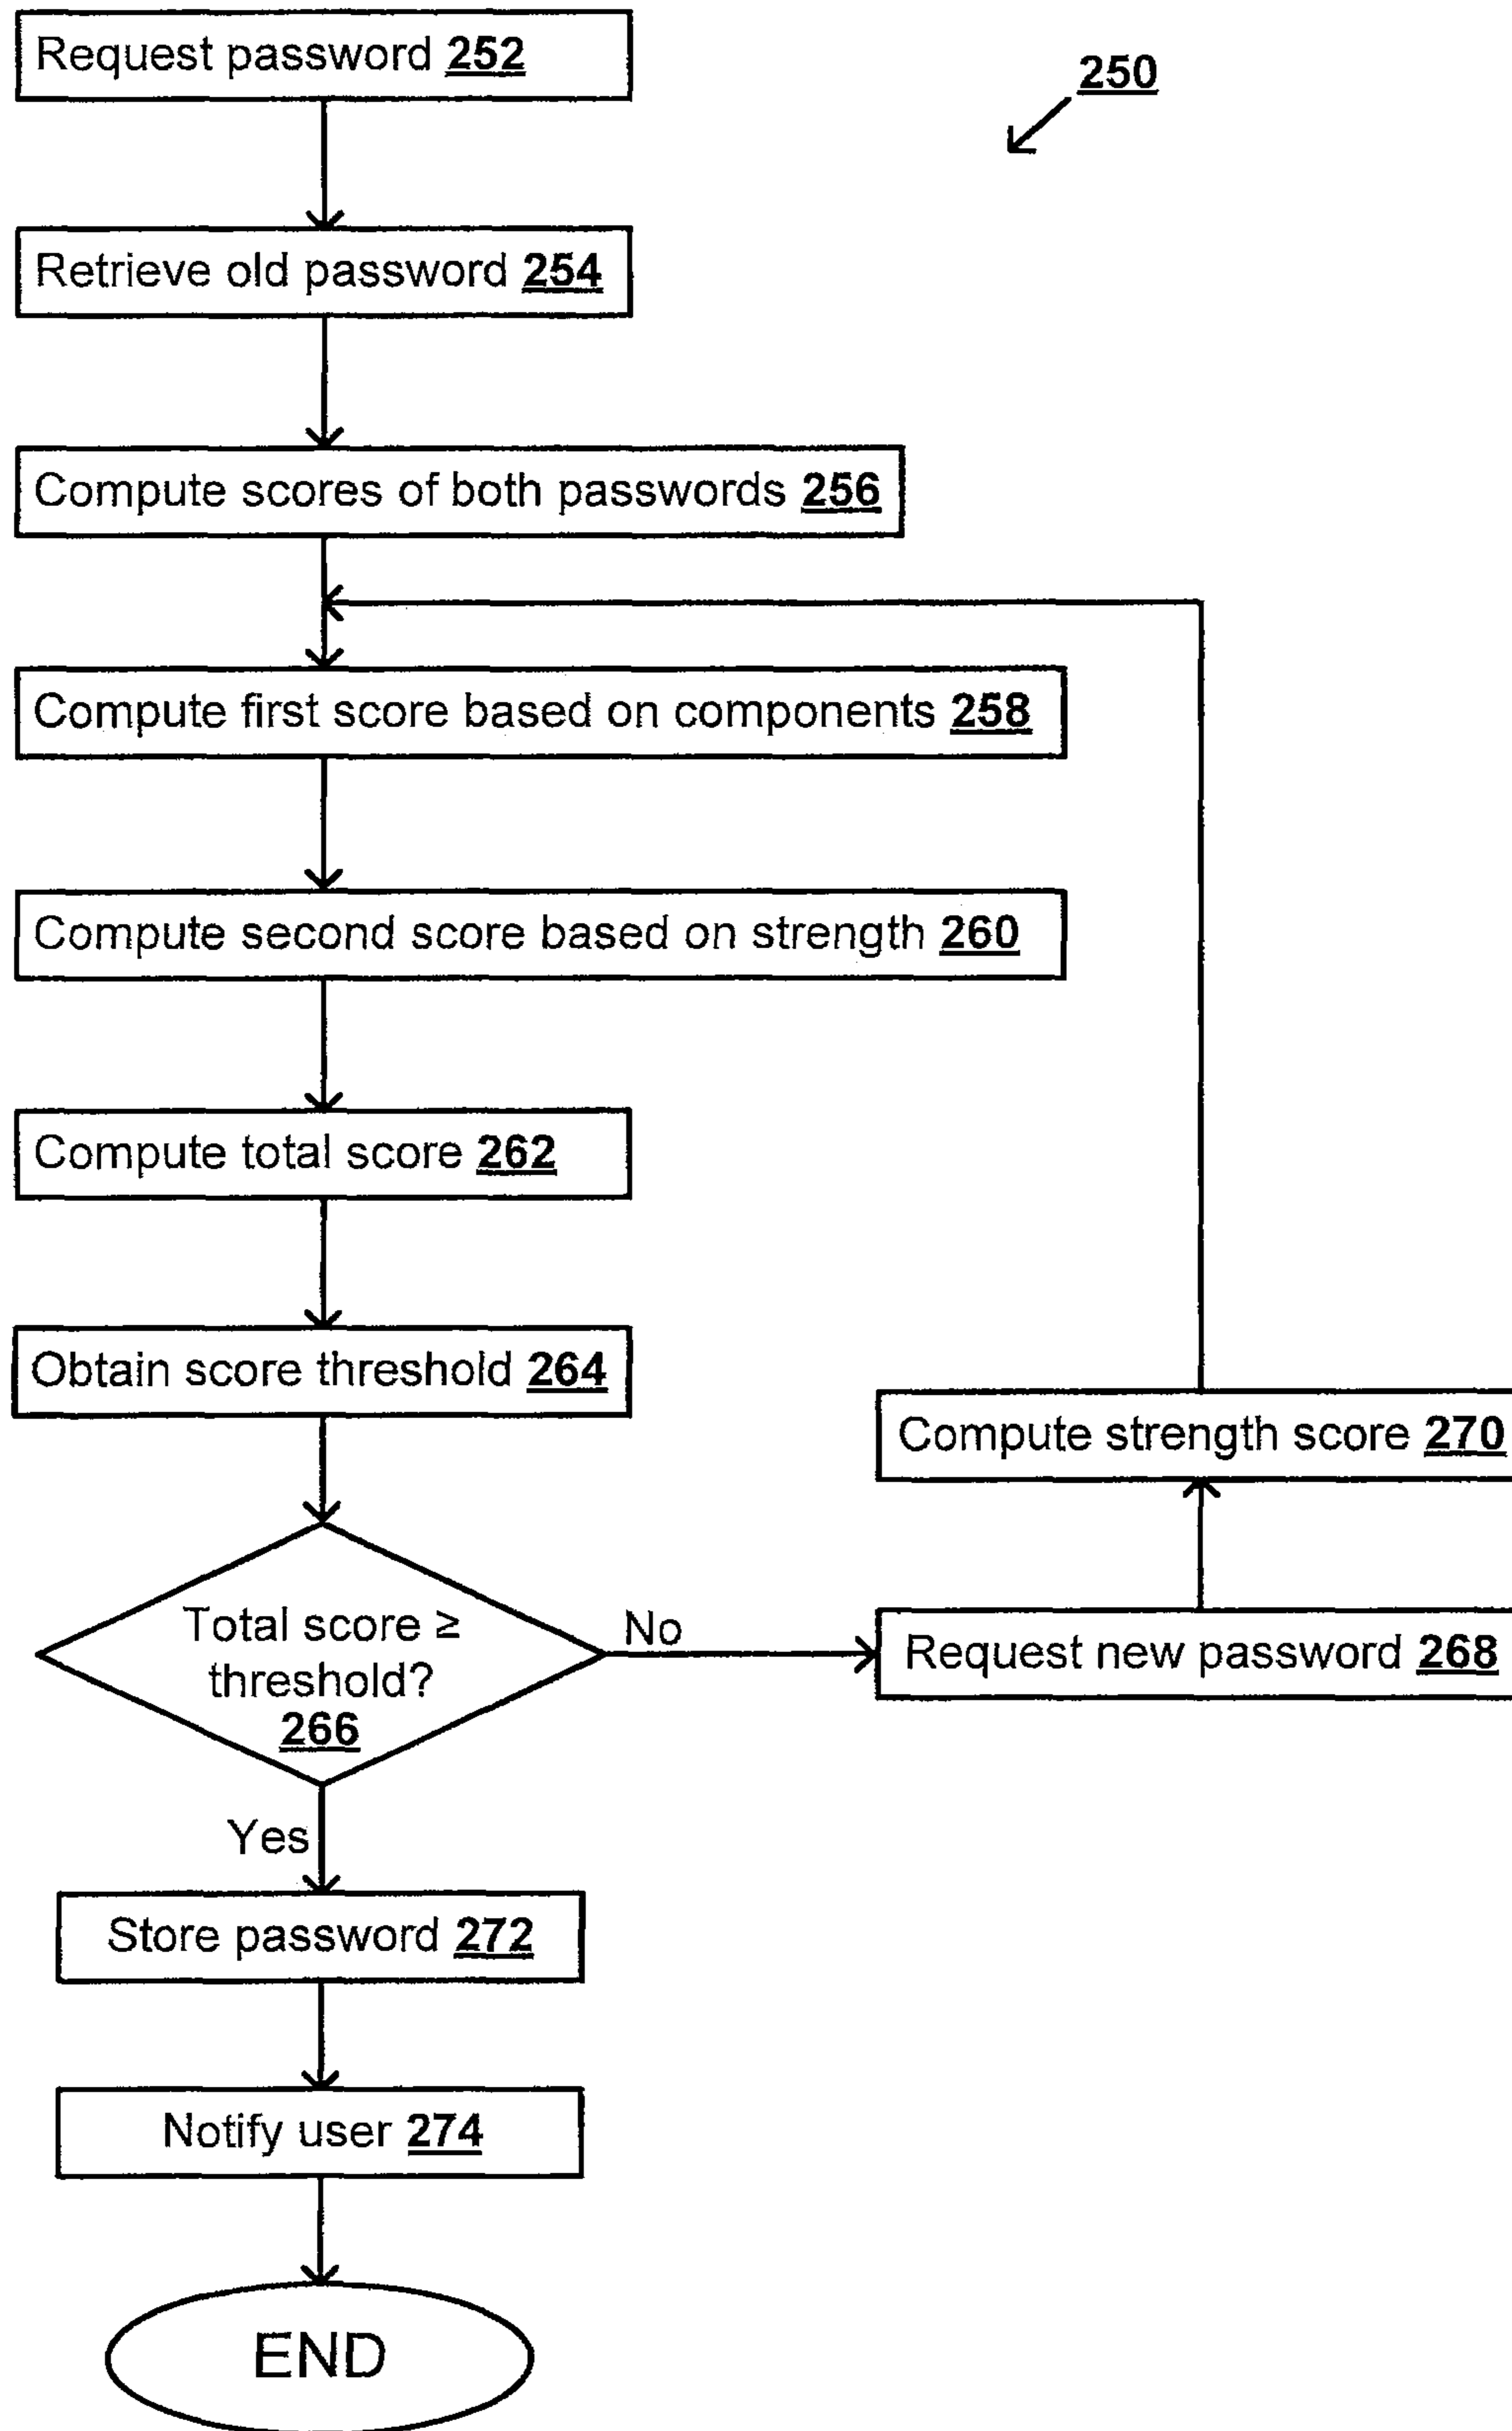 Request password 252
250
Retrieve old password 254
Compute scores of both passwords 256
Compute first score based on components 258
Compute second score based on strength 260
Compute total score 262
Obtain score threshold 264
Compute strength score 270
Total score ≥
threshold?
266
No
Request new password 268
Yes
Store password 272
Notify user 274
END